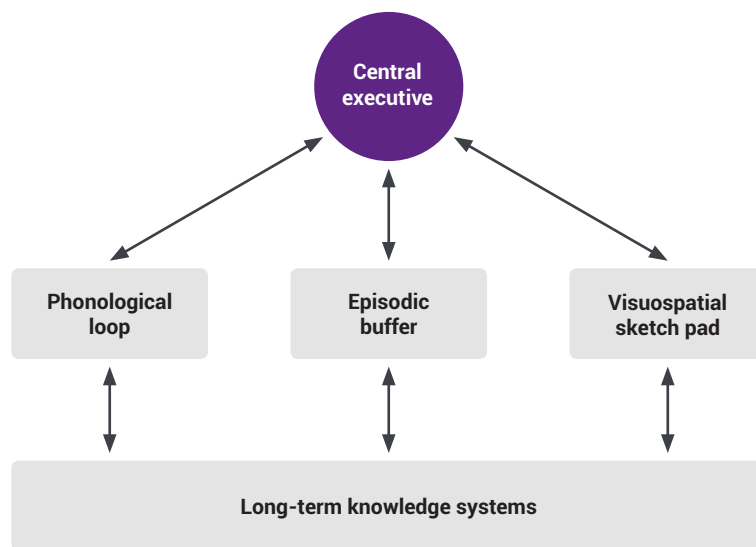 Central
executive
Phonological
loop
Episodic
buffer
Visuospatial
sketch pad
Long-term knowledge systems